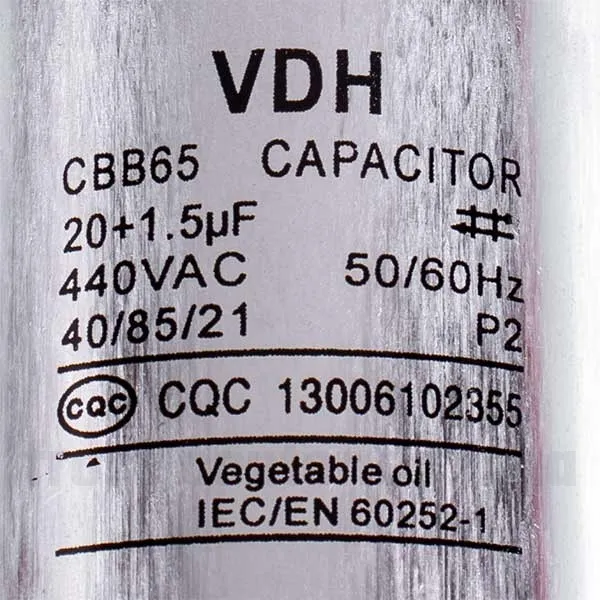 VDH
CBB65 CAPACITOR
20+1.5µF
440VAC 50/60Hz
40/85/21 P2
CQC CQC 13006102355
Vegetable oil
IEC/EN 60252-1